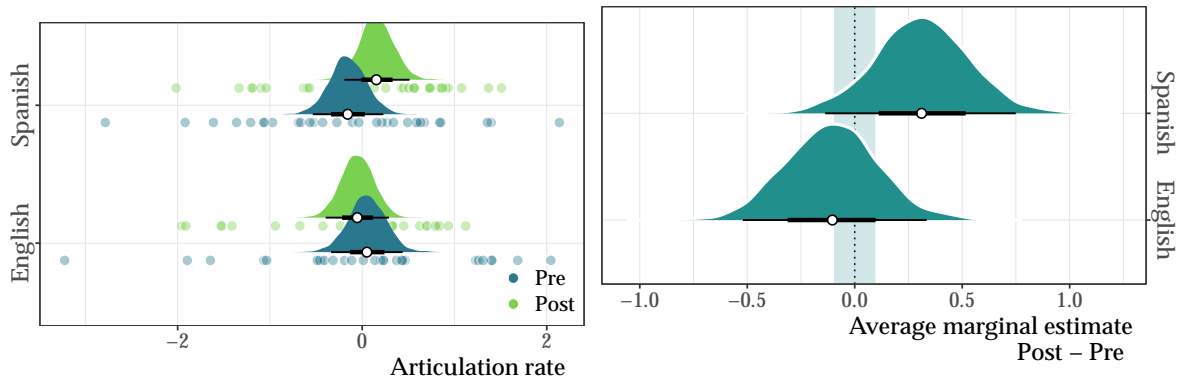 Spanish
English
Pre
Post
−2
0
2
Articulation rate
Spanish
English
−1.0
−0.5
0.0
0.5
1.0
Average marginal estimate
Post − Pre